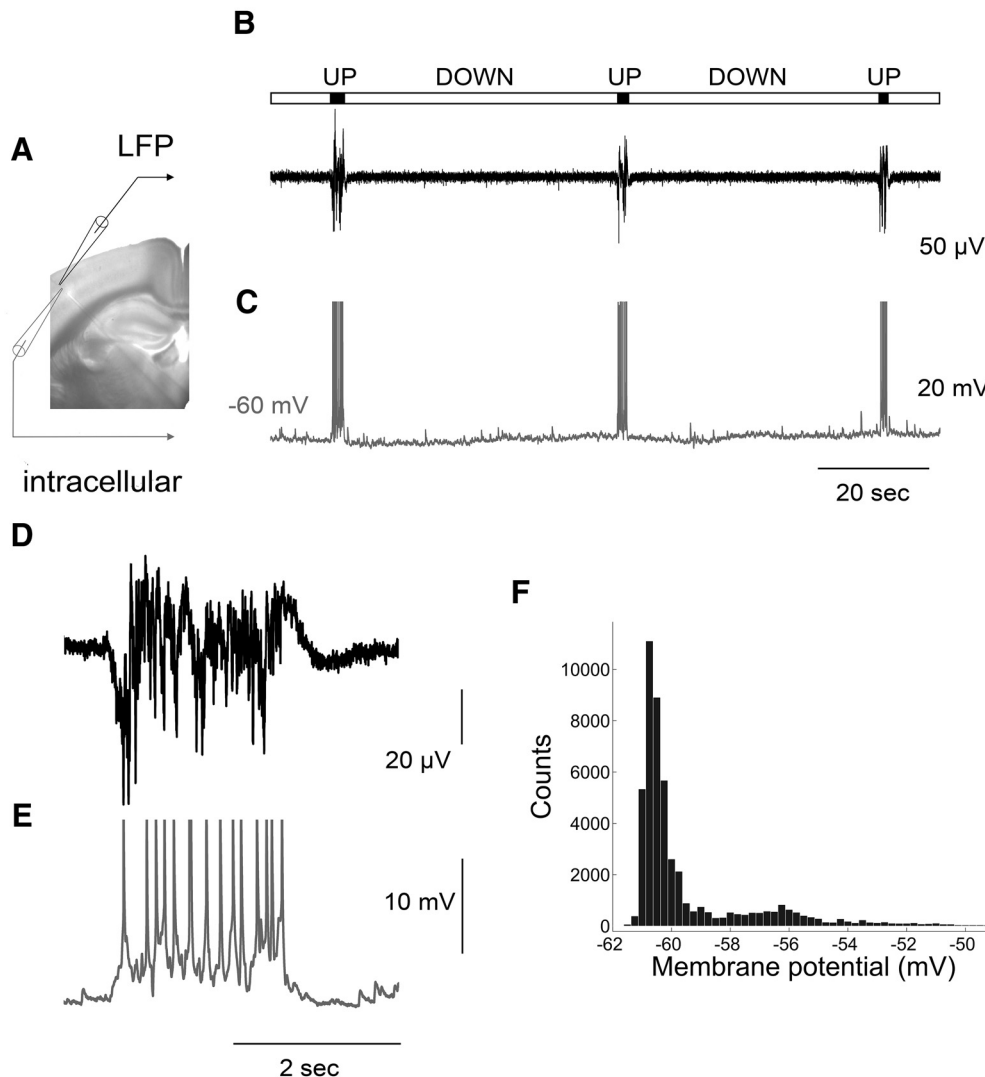 B
UP DOWN UP DOWN UP
A
LFP
50 µV
C
20 mV
-60 mV
20 sec
intracellular
D
20 µV
E
10 mV
2 sec
F
10000
8000
6000
4000
2000
0
Counts
-62 -60 -58 -56 -54 -52 -50
Membrane potential (mV)